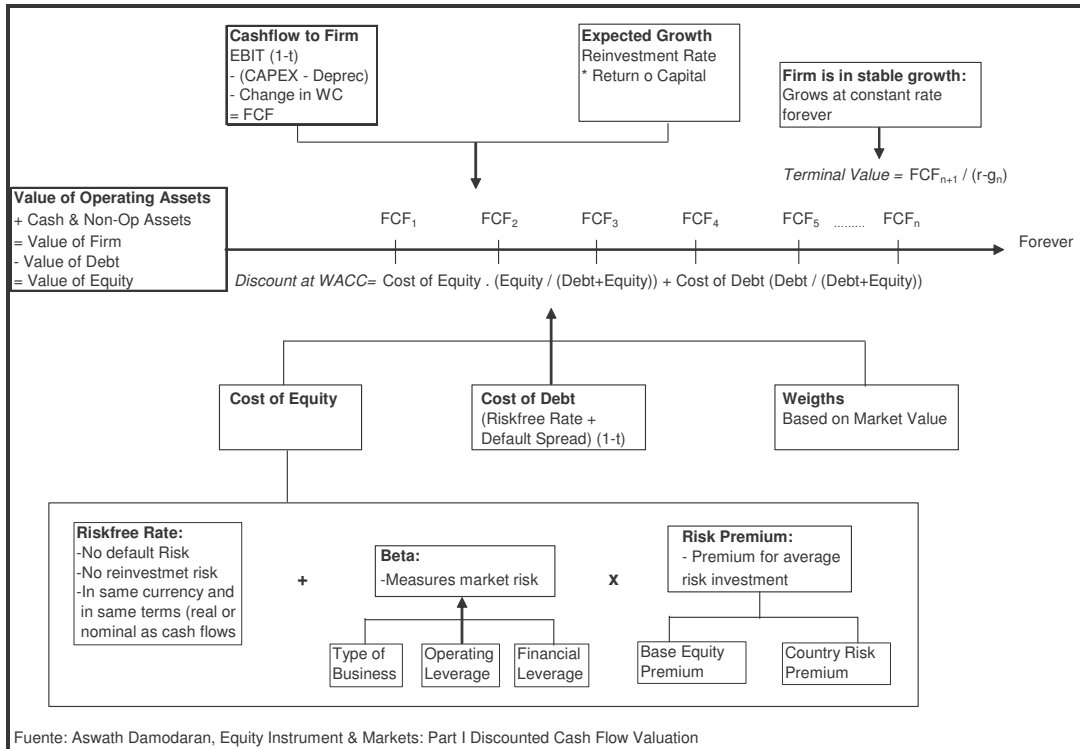 Cashflow to Firm
EBIT (1-t)
- (CAPEX - Deprec)
- Change in WC
= FCF
Expected Growth
Reinvestment Rate
* Return o Capital
Firm is in stable growth:
Grows at constant rate
forever
Terminal Value = FCFn+1 / (r-gn)
Value of Operating Assets
+ Cash & Non-Op Assets
= Value of Firm
- Value of Debt
= Value of Equity
FCF1 FCF2 FCF3 FCF4 FCF5 ......... FCFn
Forever
Discount at WACC= Cost of Equity . (Equity / (Debt+Equity)) + Cost of Debt (Debt / (Debt+Equity))
Cost of Equity
Cost of Debt
(Riskfree Rate +
Default Spread) (1-t)
Weigths
Based on Market Value
Riskfree Rate:
-No default Risk
-No reinvestmet risk
-In same currency and
in same terms (real or
nominal as cash flows
+
Beta:
-Measures market risk
x
Risk Premium:
- Premium for average
risk investment
Type of
Business
Operating
Leverage
Financial
Leverage
Base Equity
Premium
Country Risk
Premium
Fuente: Aswath Damodaran, Equity Instrument & Markets: Part I Discounted Cash Flow Valuation